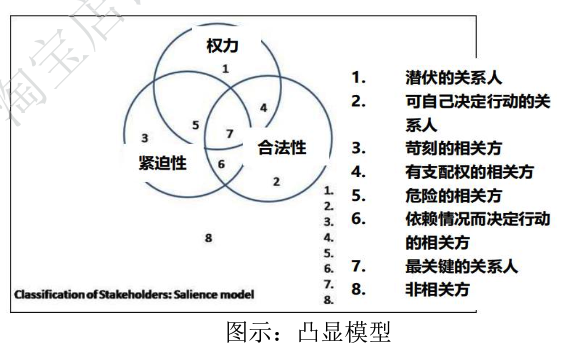 淘宝店
权力
1
4
3
5
7
紧迫性
合法性
6
2
8
1. 潜伏的关系人
2. 可自己决定行动的关
系人
3. 苛刻的相关方
4. 有支配权的相关方
5. 危险的相关方
6. 依赖情况而决定行动
的相关方
7. 最关键的关系人
8. 非相关方
1.
2.
3.
4.
5.
6.
7.
8.
Classification of Stakeholders: Salience model
图示：凸显模型